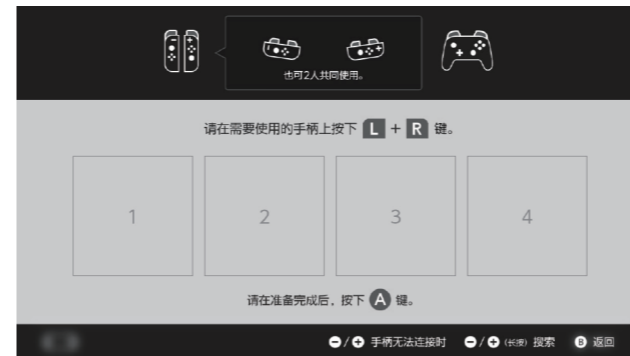 也可2人共同使用。
请在需要使用的手柄上按下 L + R 键。
1 2 3 4
请在准备完成后，按下 A 键。
－/＋ 手柄无法连接时 －/＋ (长按) 搜索 B 返回